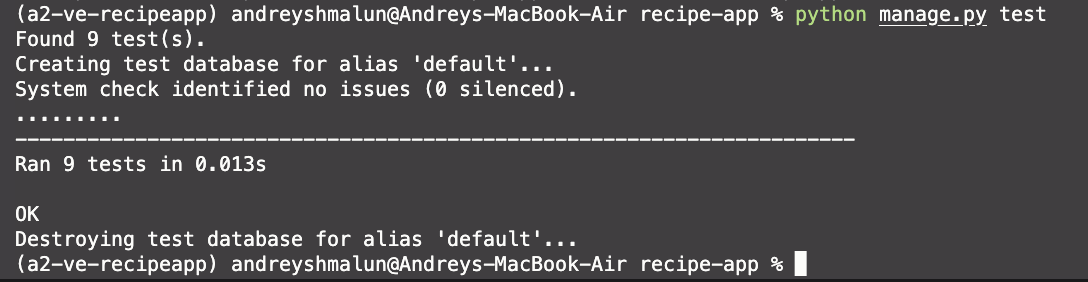 (a2-ve-recipeapp) andreyshmalun@Andreys-MacBook-Air recipe-app % python manage.py test
Found 9 test(s).
Creating test database for alias 'default'...
System check identified no issues (0 silenced).
.........
----------------------------------------------------------------------
Ran 9 tests in 0.013s

OK
Destroying test database for alias 'default'...
(a2-ve-recipeapp) andreyshmalun@Andreys-MacBook-Air recipe-app %